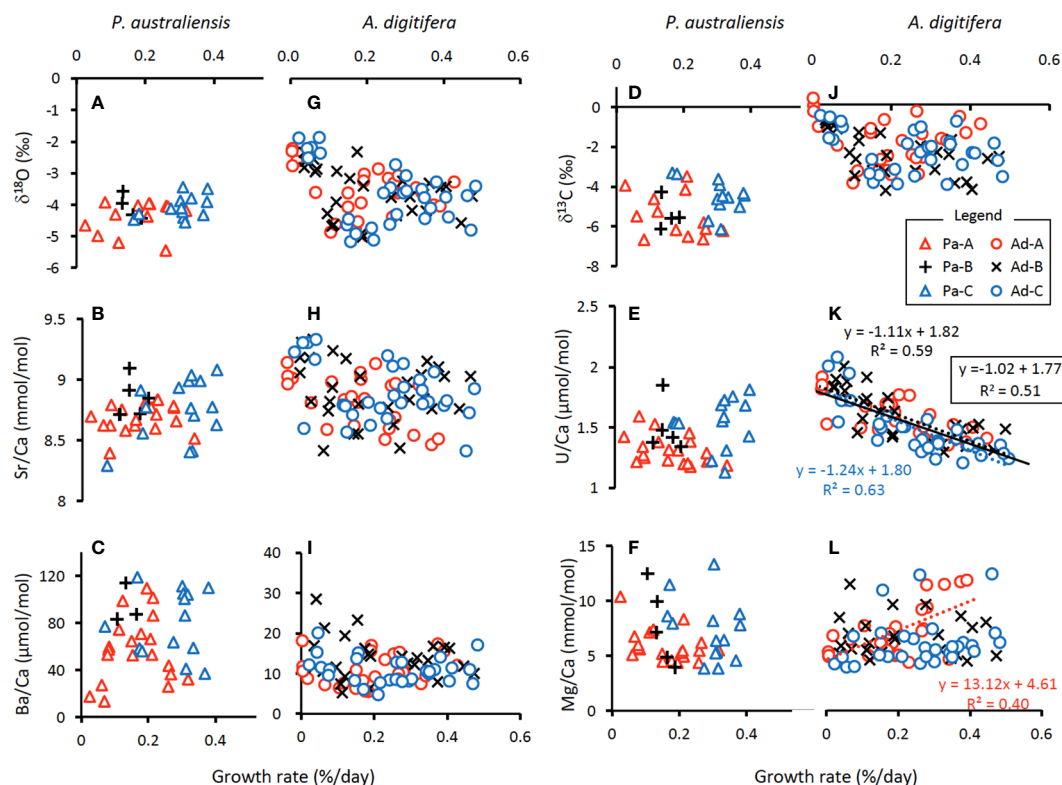 P. australiensis A. digitifera P. australiensis A. digitifera
0 0.2 0.4 0.0 0.2 0.4 0.6 0 0.2 0.4 0.0 0.2 0.4 0.6
A G D J
δ¹⁸O (‰)
0
-1
-2
-3
-4
-5
-6
δ¹³C (‰)
0
-2
-4
-6
-8
Legend
Pa-A Ad-A
Pa-B Ad-B
Pa-C Ad-C
B H E K
Sr/Ca (mmol/mol)
9.5
9
8.5
8
U/Ca (µmol/mol)
2.5
2
1.5
1
y = -1.11x + 1.82
R² = 0.59
y =-1.02 + 1.77
R² = 0.51
y = -1.24x + 1.80
R² = 0.63
C I F L
Ba/Ca (µmol/mol)
120
80
40
0
40
30
20
10
0
Mg/Ca (mmol/mol)
15
10
5
0
y = 13.12x + 4.61
R² = 0.40
0 0.2 0.4 0 0.2 0.4 0.6 0 0.2 0.4 0 0.2 0.4 0.6
Growth rate (%/day) Growth rate (%/day)